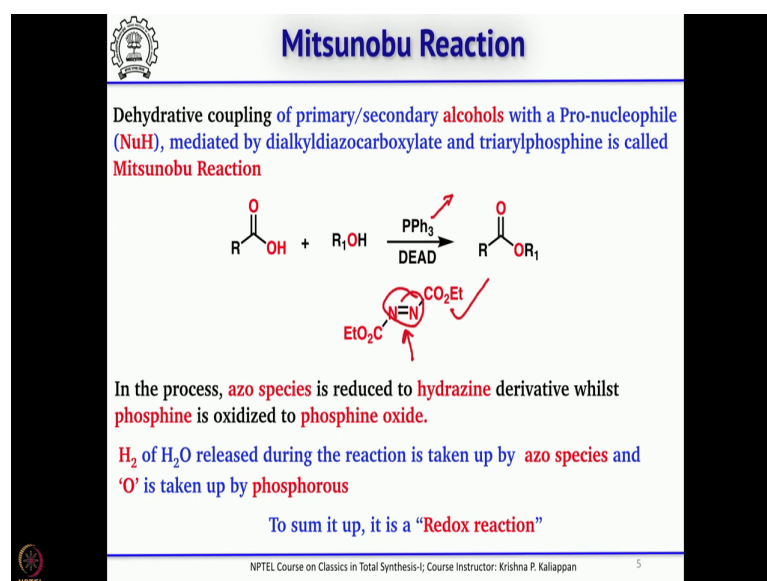 Mitsunobu Reaction
Dehydrative coupling of primary/secondary alcohols with a Pro-nucleophile
(NuH), mediated by dialkyldiazocarboxylate and triarylphosphine is called
Mitsunobu Reaction
O
R OH + R₁OH PPh₃ DEAD
O
R OR₁
CO₂Et
N=N
EtO₂C
In the process, azo species is reduced to hydrazine derivative whilst
phosphine is oxidized to phosphine oxide.
H₂ of H₂O released during the reaction is taken up by azo species and
‘O’ is taken up by phosphorous
To sum it up, it is a “Redox reaction”
NPTEL Course on Classics in Total Synthesis-I; Course Instructor: Krishna P. Kaliappan
5